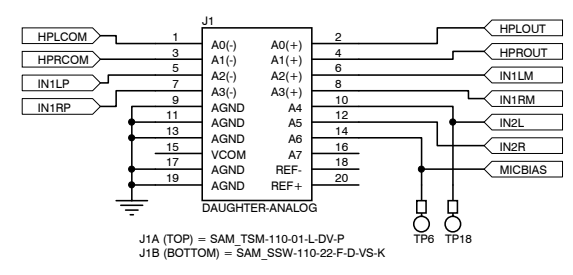 J1
HPLCOM 1 A0(-) A0(+) 2 HPLOUT
HPRCOM 3 A1(-) A1(+) 4 HPROUT
IN1LP 5 A2(-) A2(+) 6 IN1LM
IN1RP 7 A3(-) A3(+) 8 IN1RM
9 AGND A4 10 IN2L
11 AGND A5 12 IN2R
13 AGND A6 14 MICBIAS
15 VCOM A7 16
17 AGND REF- 18
19 AGND REF+ 20
DAUGHTER-ANALOG
TP6 TP18
J1A (TOP) = SAM_TSM-110-01-L-DV-P
J1B (BOTTOM) = SAM_SSW-110-22-F-D-VS-K